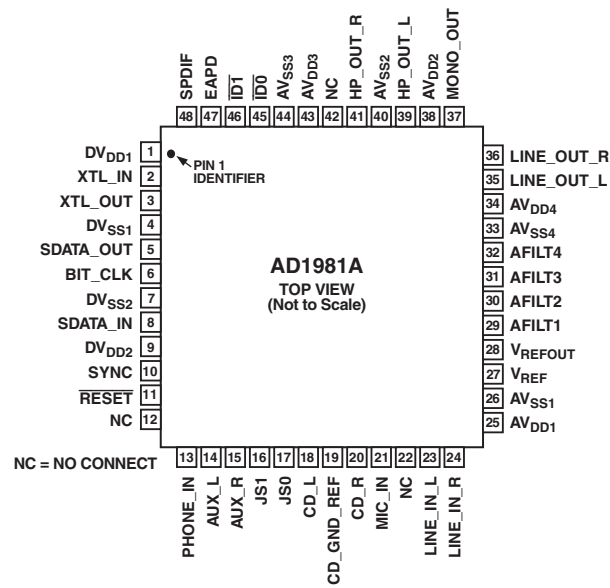 SPDIF
EAPD
ID1
ID0
AVSS3
AVDD3
NC
HP_OUT_R
AVSS2
HP_OUT_L
AVDD2
MONO_OUT
48 47 46 45 44 43 42 41 40 39 38 37
DVDD1 1
XTL_IN 2
XTL_OUT 3
DVSS1 4
SDATA_OUT 5
BIT_CLK 6
DVSS2 7
SDATA_IN 8
DVDD2 9
SYNC 10
RESET 11
NC 12
PIN 1
IDENTIFIER
AD1981A
TOP VIEW
(Not to Scale)
36 LINE_OUT_R
35 LINE_OUT_L
34 AVDD4
33 AVSS4
32 AFILT4
31 AFILT3
30 AFILT2
29 AFILT1
28 VREFOUT
27 VREF
26 AVSS1
25 AVDD1
NC = NO CONNECT
13 14 15 16 17 18 19 20 21 22 23 24
PHONE_IN
AUX_L
AUX_R
JS1
JS0
CD_L
CD_GND_REF
CD_R
MIC_IN
NC
LINE_IN_L
LINE_IN_R